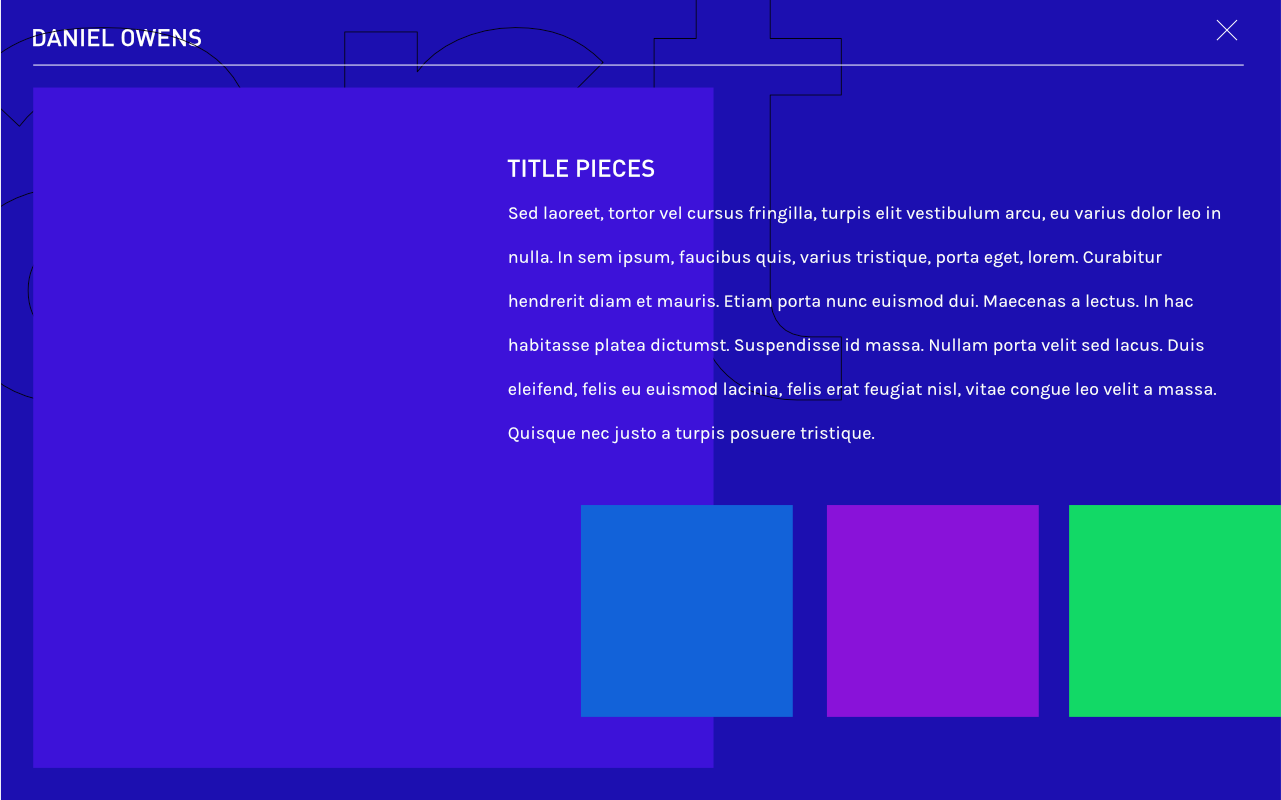 DANIEL OWENS
TITLE PIECES
Sed laoreet, tortor vel cursus fringilla, turpis elit vestibulum arcu, eu varius dolor leo in
nulla. In sem ipsum, faucibus quis, varius tristique, porta eget, lorem. Curabitur
hendrerit diam et mauris. Etiam porta nunc euismod dui. Maecenas a lectus. In hac
habitasse platea dictumst. Suspendisse id massa. Nullam porta velit sed lacus. Duis
eleifend, felis eu euismod lacinia, felis erat feugiat nisl, vitae congue leo velit a massa.
Quisque nec justo a turpis posuere tristique.